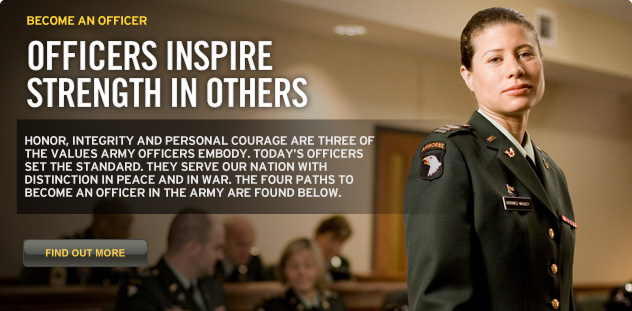 BECOME AN OFFICER
OFFICERS INSPIRE
STRENGTH IN OTHERS
HONOR, INTEGRITY AND PERSONAL COURAGE ARE THREE OF
THE VALUES ARMY OFFICERS EMBODY. TODAY'S OFFICERS
SET THE STANDARD. THEY SERVE OUR NATION WITH
DISTINCTION IN PEACE AND IN WAR. THE FOUR PATHS TO
BECOME AN OFFICER IN THE ARMY ARE FOUND BELOW.
FIND OUT MORE
AIRBORNE